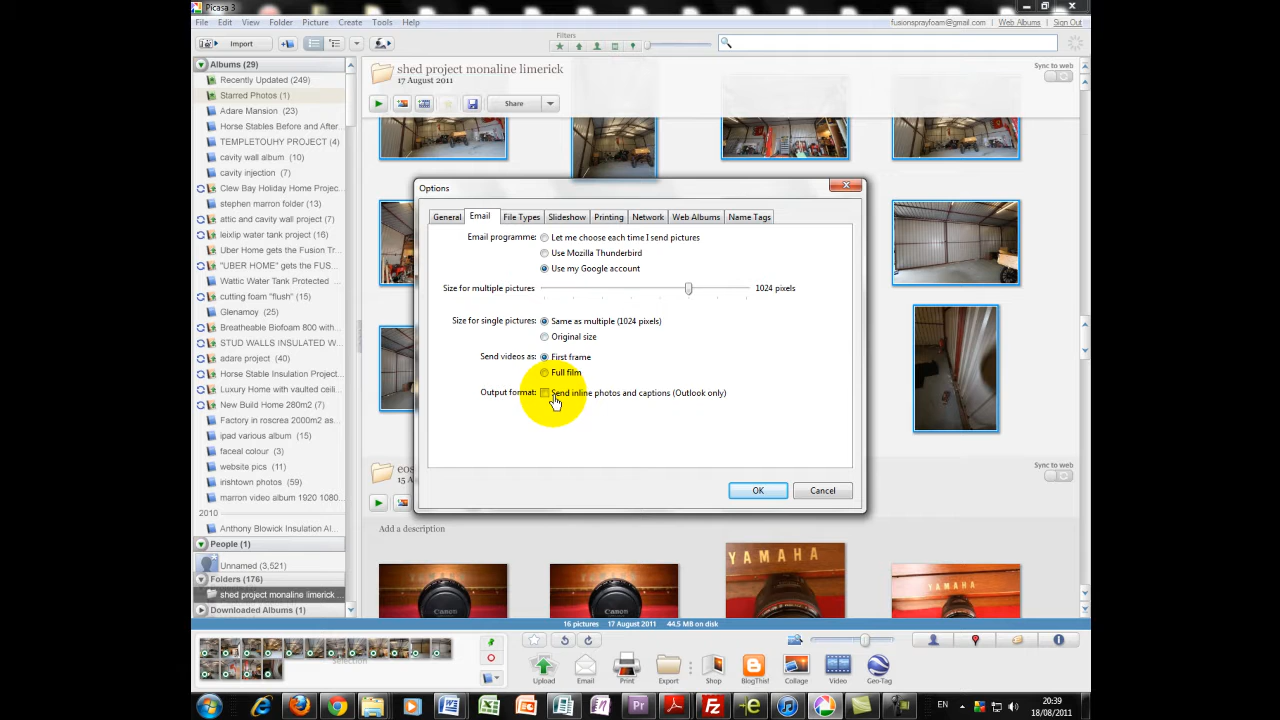 Picasa 3
File Edit View Folder Picture Create Tools Help
fusionsprayfoam@gmail.com Web Albums Sign Out
Import
Filters
Albums (29)
Recently Updated (249)
Starred Photos (1)
Adare Mansion (23)
Horse Stables Before and After...
TEMPLETOUHY PROJECT (4)
cavity wall album (10)
cavity injection (7)
Clew Bay Holiday Home Projec...
stephen marron folder (13)
attic and cavity wall project (7)
leixlip water tank project (16)
Uber Home gets the Fusion Tr...
"UBER HOME" gets the FUS...
Wattic Water Tank Protected ...
cutting foam "flush" (15)
Glenamoy (25)
Breatheable Biofoam 800 with...
STUD WALLS INSULATED W...
adare project (40)
Horse Stable Insulation Projec...
Luxury Home with vaulted ceil...
New Build Home 280m2 (7)
Factory in roscrea 2000m2 as...
ipad various album (15)
faceal colour (3)
website pics (11)
irishtown photos (59)
marron video album 1920 1080...
2010
Anthony Blowick Insulation Al...
People (1)
Unnamed (3,521)
Folders (176)
shed project monaline limerick ...
Downloaded Albums (1)
shed project monaline limerick
17 August 2011
Sync to web
Share
Options
General Email File Types Slideshow Printing Network Web Albums Name Tags
Email programme: Let me choose each time I send pictures
Use Mozilla Thunderbird
Use my Google account
Size for multiple pictures 1024 pixels
Size for single pictures: Same as multiple (1024 pixels)
Original size
Send videos as: First frame
Full film
Output format: Send inline photos and captions (Outlook only)
OK Cancel
eos
15 A
Sync to web
Add a description
YAMAHA
YAMAHA
Canon
Canon
16 pictures 17 August 2011 44.5 MB on disk
Selection
Upload Email Print Export Shop BlogThis! Collage Video Geo-Tag
EN
20:39
18/08/2011